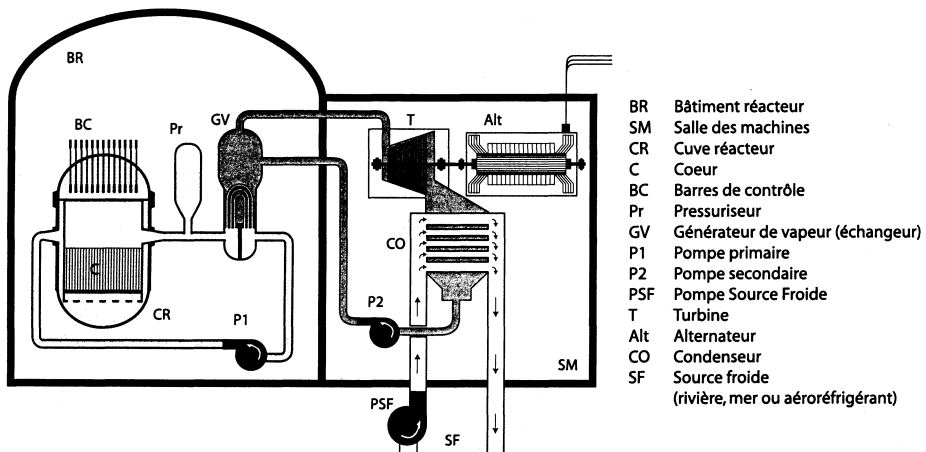 BR
BC
Pr
GV
T
Alt
CO
C
CR
P1
P2
SM
PSF
SF
BR Bâtiment réacteur
SM Salle des machines
CR Cuve réacteur
C Coeur
BC Barres de contrôle
Pr Pressuriseur
GV Générateur de vapeur (échangeur)
P1 Pompe primaire
P2 Pompe secondaire
PSF Pompe Source Froide
T Turbine
Alt Alternateur
CO Condenseur
SF Source froide
(rivière, mer ou aéroréfrigérant)